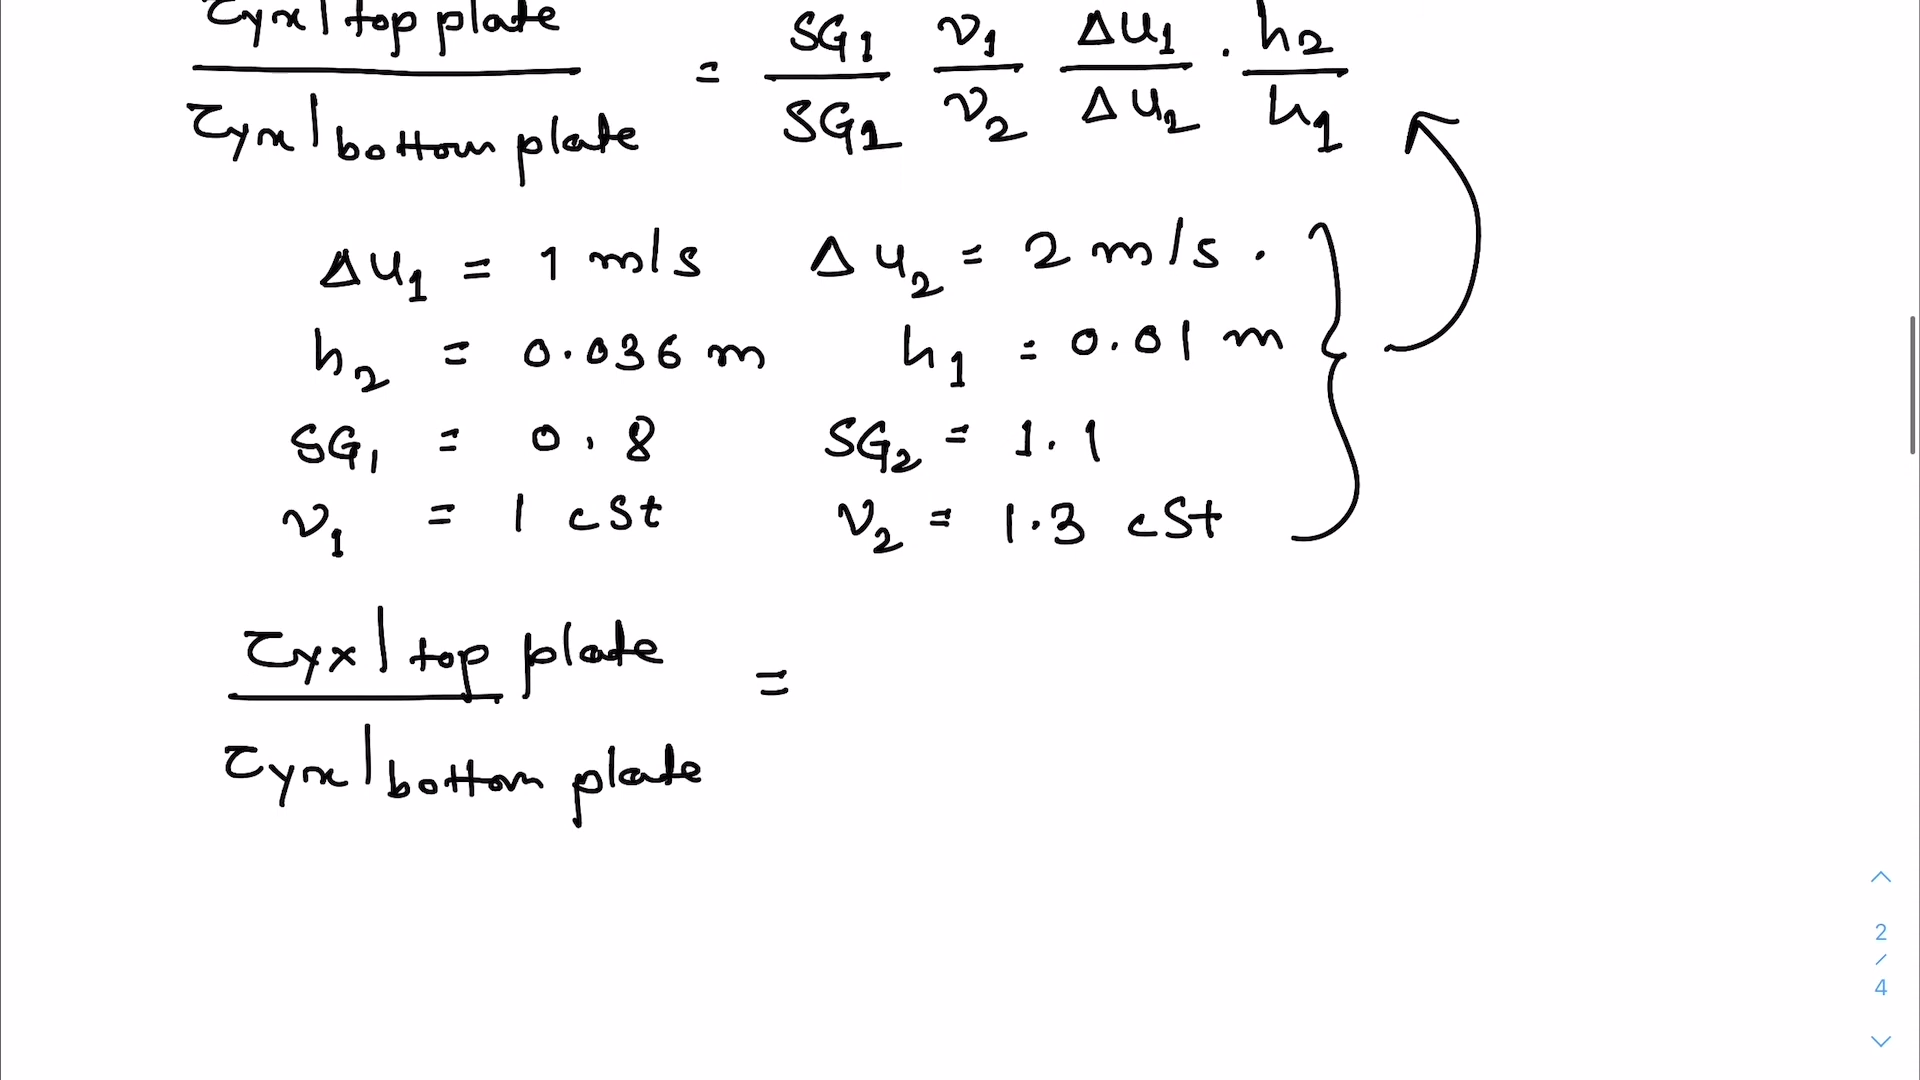 τyx | top plate / τyx | bottom plate = SG1/SG2 ν1/ν2 Δu1/Δu2 · h2/h1
Δu1 = 1 m/s Δu2 = 2 m/s .
h2 = 0.036 m h1 = 0.01 m
SG1 = 0.8 SG2 = 1.1
ν1 = 1 cSt ν2 = 1.3 cSt
τyx | top plate / τyx | bottom plate =
2
/
4